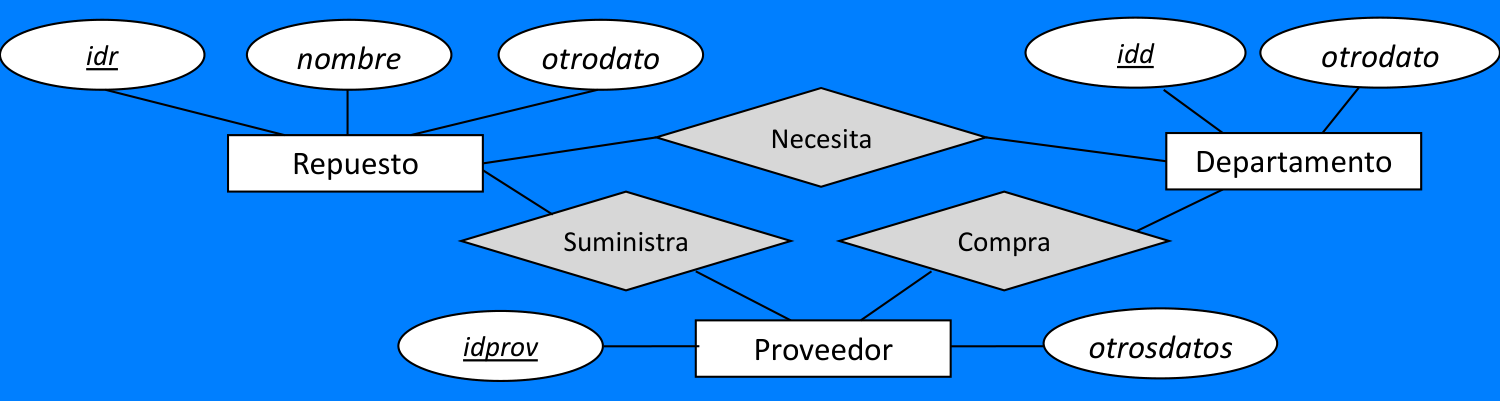 idr
nombre
otrodato
idd
otrodato
Necesita
Repuesto
Departamento
Suministra
Compra
idprov
Proveedor
otrosdatos